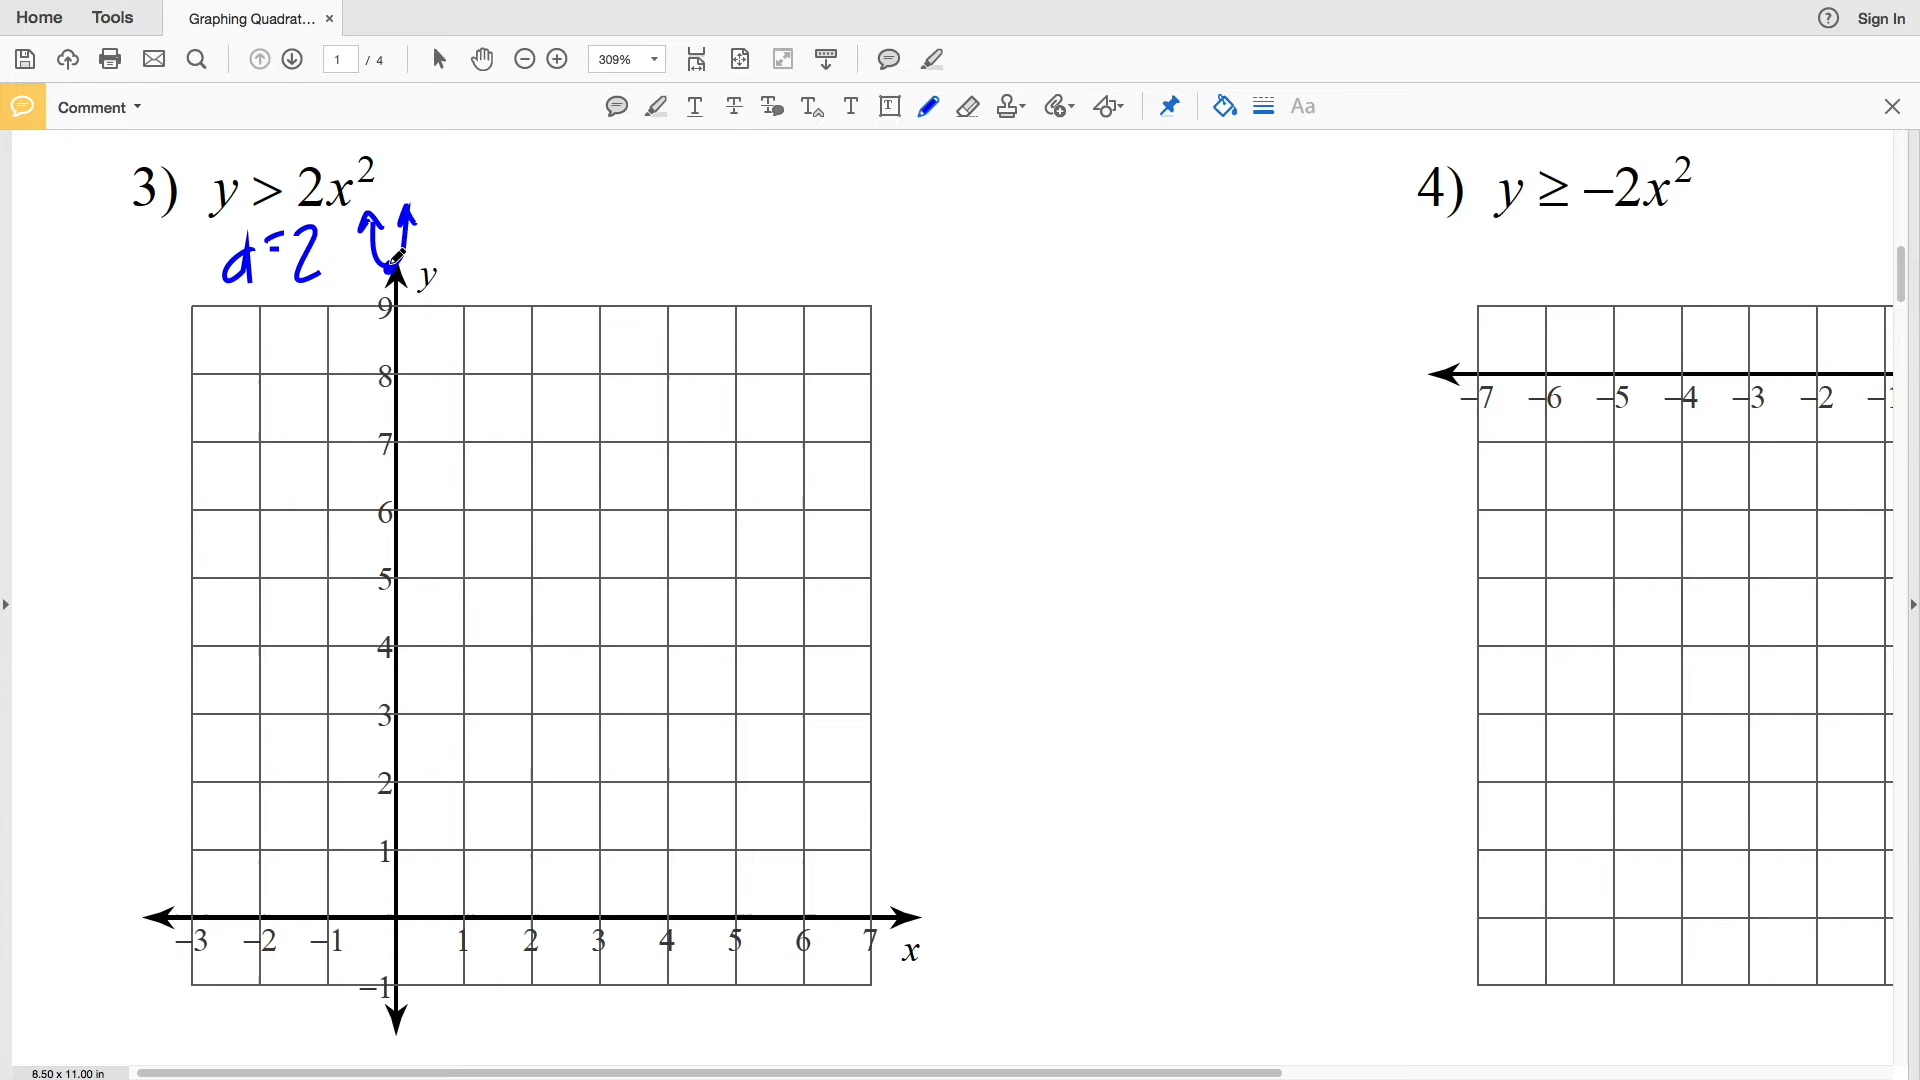 Home Tools Graphing Quadrat... × ? Sign In
1 / 4 309%
Comment T T T T T T Aa
3) y > 2x²
a=2
y
9
8
7
6
5
4
3
2
1
−3 −2 −1 1 2 3 4 5 6 7 x
−1
4) y ≥ −2x²
−7 −6 −5 −4 −3 −2 −1
8.50 x 11.00 in